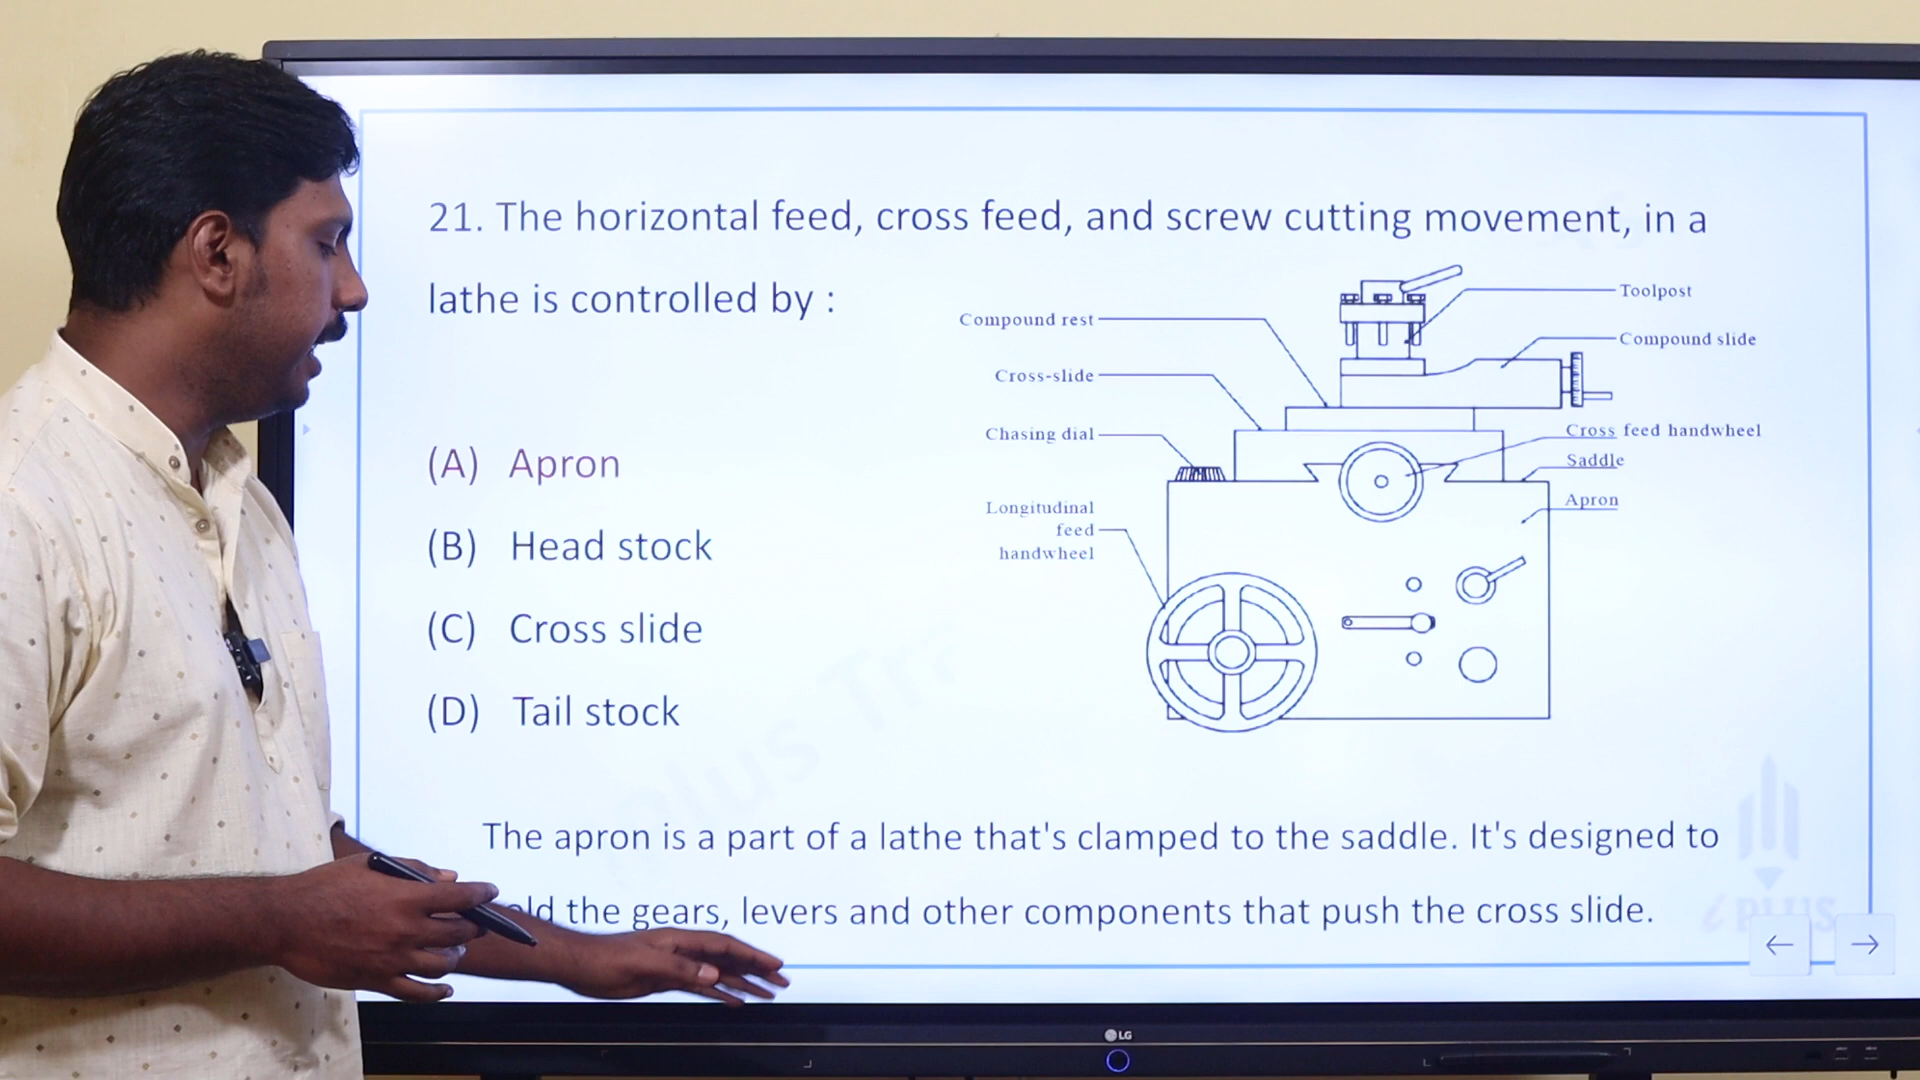 21. The horizontal feed, cross feed, and screw cutting movement, in a
lathe is controlled by :
(A) Apron
(B) Head stock
(C) Cross slide
(D) Tail stock
Compound rest
Cross-slide
Chasing dial
Longitudinal
feed
handwheel
Toolpost
Compound slide
Cross feed handwheel
Saddle
Apron
The apron is a part of a lathe that's clamped to the saddle. It's designed to
the gears, levers and other components that push the cross slide.
Plus
iPLUS
LG